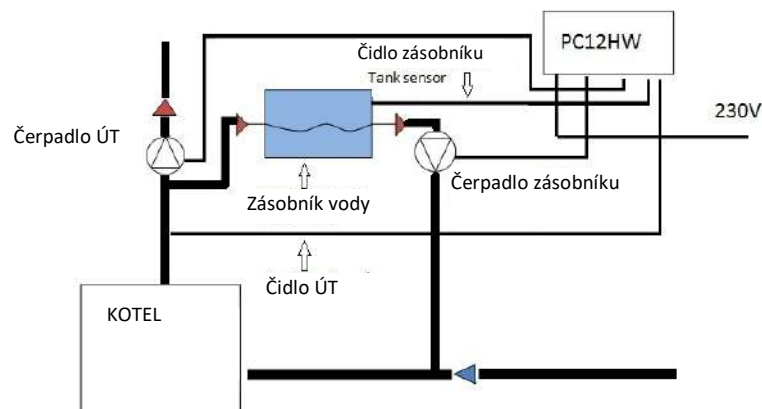 PC12HW
Čidlo zásobníku
Tank sensor
230V
Čerpadlo ÚT
Čerpadlo zásobníku
Zásobník vody
Čidlo ÚT
KOTEL